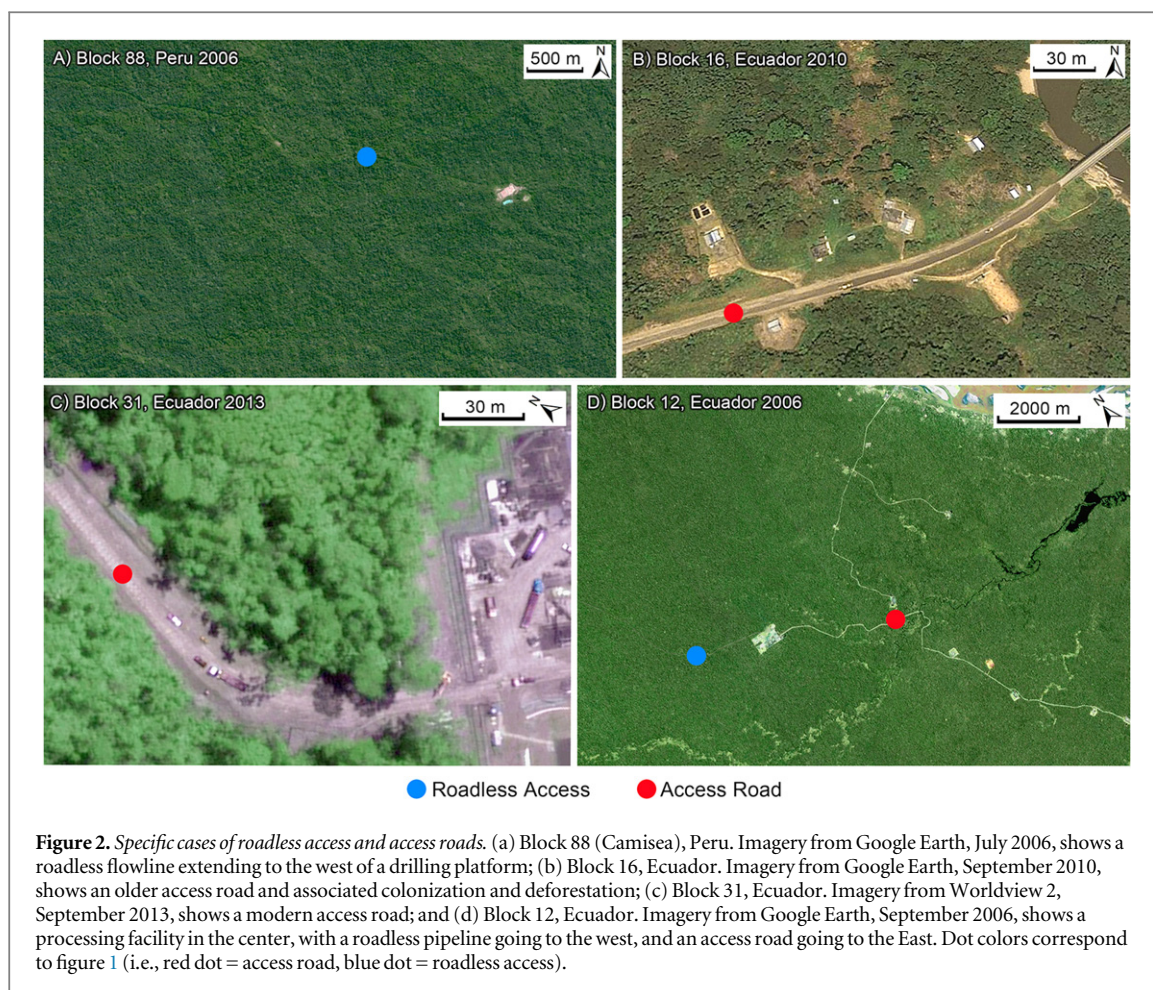 A) Block 88, Peru 2006
500 m
N
B) Block 16, Ecuador 2010
30 m
N
C) Block 31, Ecuador 2013
30 m
N
D) Block 12, Ecuador 2006
2000 m
N
Roadless Access
Access Road
Figure 2. Specific cases of roadless access and access roads. (a) Block 88 (Camisea), Peru. Imagery from Google Earth, July 2006, shows a
roadless flowline extending to the west of a drilling platform; (b) Block 16, Ecuador. Imagery from Google Earth, September 2010,
shows an older access road and associated colonization and deforestation; (c) Block 31, Ecuador. Imagery from Worldview 2,
September 2013, shows a modern access road; and (d) Block 12, Ecuador. Imagery from Google Earth, September 2006, shows a
processing facility in the center, with a roadless pipeline going to the west, and an access road going to the East. Dot colors correspond
to figure 1 (i.e., red dot = access road, blue dot = roadless access).